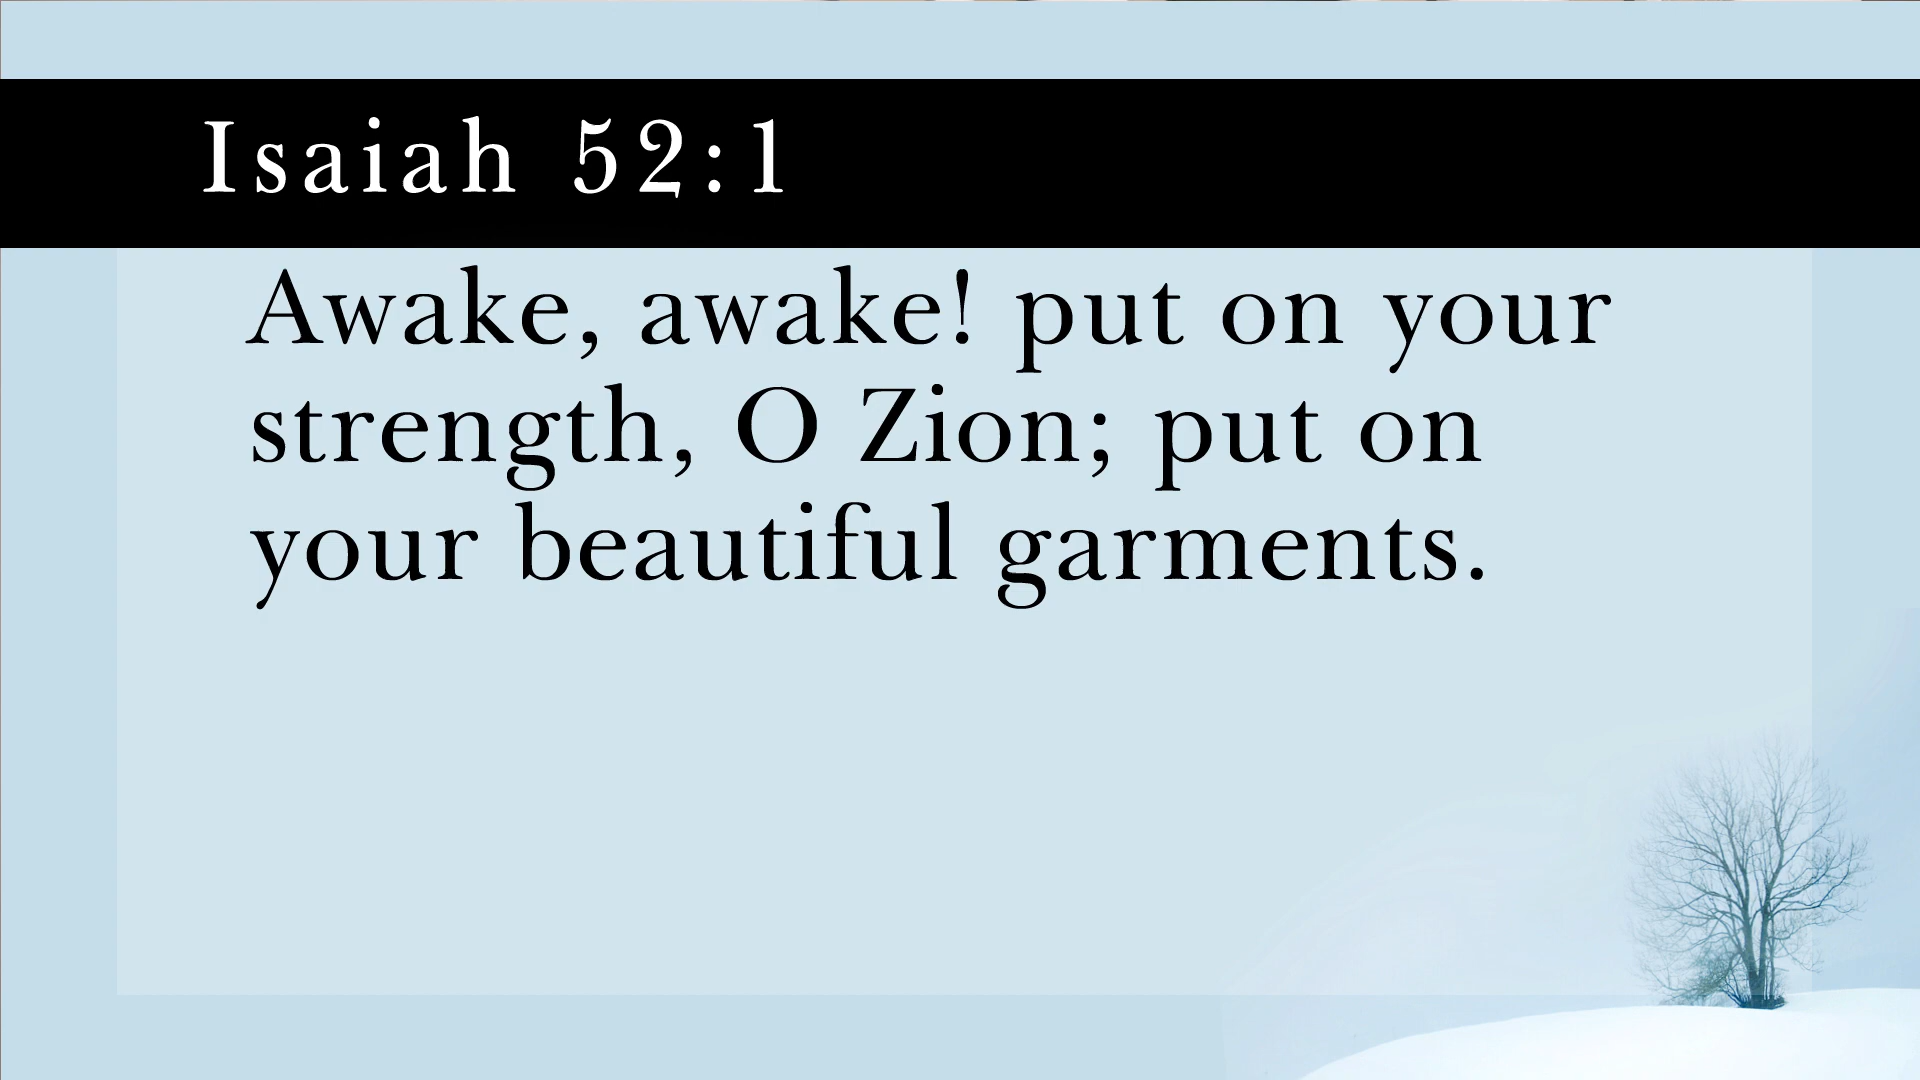 Isaiah 52:1
Awake, awake! put on your
strength, O Zion; put on
your beautiful garments.